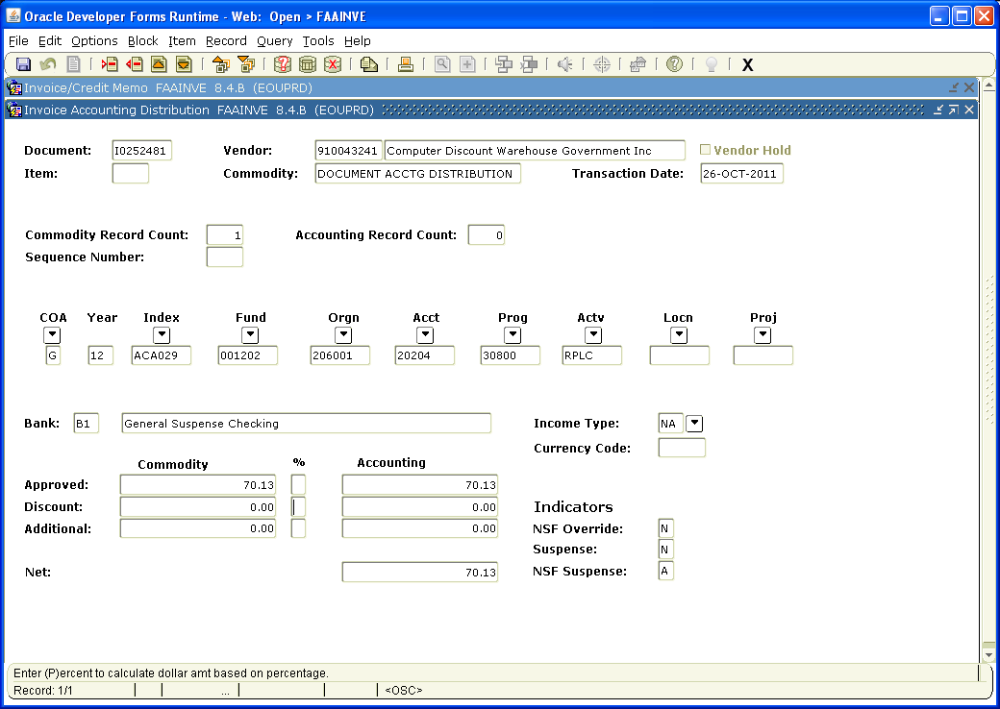 Oracle Developer Forms Runtime - Web: Open > FAAINVE
File Edit Options Block Item Record Query Tools Help
X
Invoice/Credit Memo FAAINVE 8.4.B (EOUPRD)
Invoice Accounting Distribution FAAINVE 8.4.B (EOUPRD)
Document: I0252481 Vendor: 910043241 Computer Discount Warehouse Government Inc Vendor Hold
Item: Commodity: DOCUMENT ACCTG DISTRIBUTION Transaction Date: 26-OCT-2011
Commodity Record Count: 1 Accounting Record Count: 0
Sequence Number:
COA Year Index Fund Orgn Acct Prog Actv Locn Proj
G 12 ACA029 001202 206001 20204 30800 RPLC
Bank: B1 General Suspense Checking Income Type: NA
Currency Code:
Commodity % Accounting
Approved: 70.13 70.13
Discount: 0.00 0.00 Indicators
Additional: 0.00 0.00 NSF Override: N
Suspense: N
Net: 70.13 NSF Suspense: A
Enter (P)ercent to calculate dollar amt based on percentage.
Record: 1/1 ... <OSC>